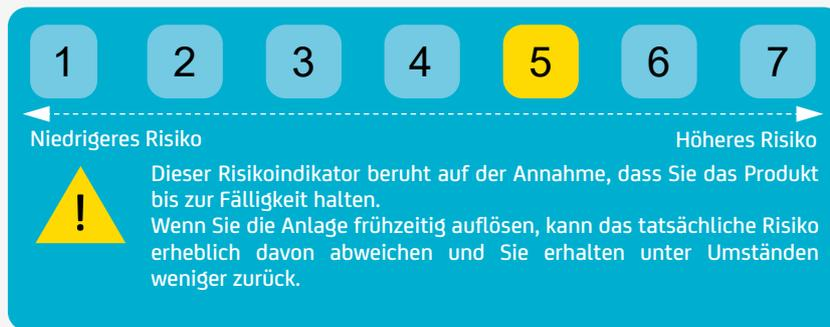 1 2 3 4 5 6 7
Niedrigeres Risiko Höheres Risiko
!
Dieser Risikoindikator beruht auf der Annahme, dass Sie das Produkt
bis zur Fälligkeit halten.
Wenn Sie die Anlage frühzeitig auflösen, kann das tatsächliche Risiko
erheblich davon abweichen und Sie erhalten unter Umständen
weniger zurück.